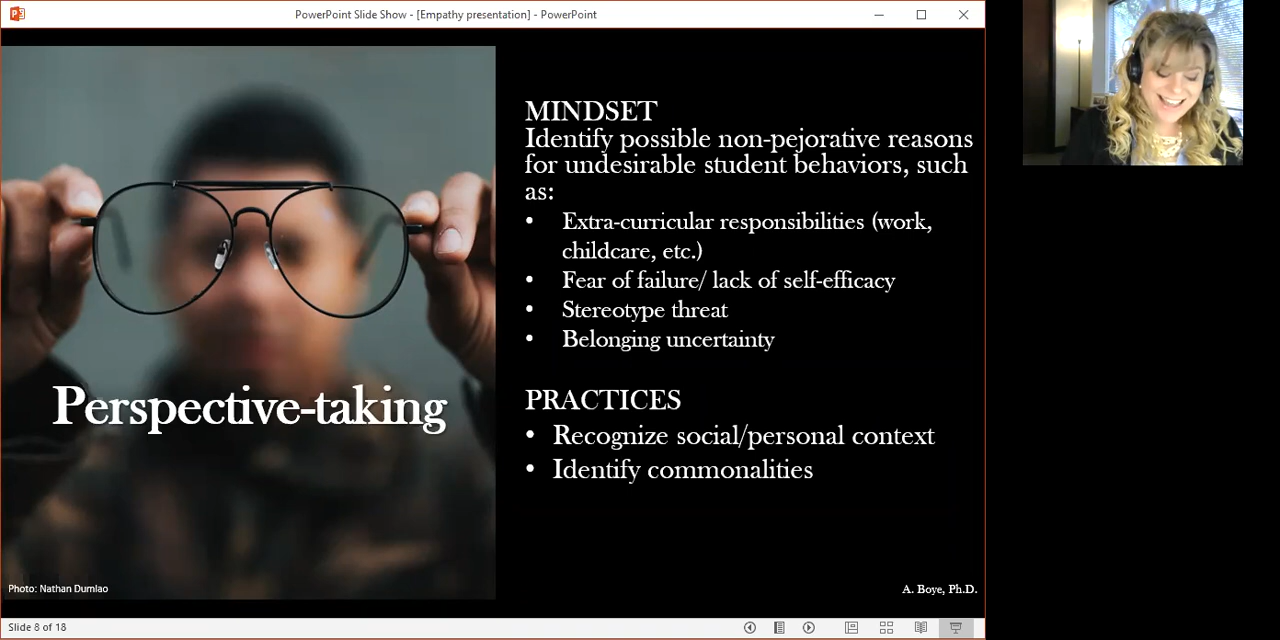 PowerPoint Slide Show - [Empathy presentation] - PowerPoint
MINDSET
Identify possible non-pejorative reasons
for undesirable student behaviors, such
as:
• Extra-curricular responsibilities (work,
childcare, etc.)
• Fear of failure/ lack of self-efficacy
• Stereotype threat
• Belonging uncertainty
Perspective-taking
PRACTICES
• Recognize social/personal context
• Identify commonalities
Photo: Nathan Dumlao
A. Boye, Ph.D.
Slide 8 of 18